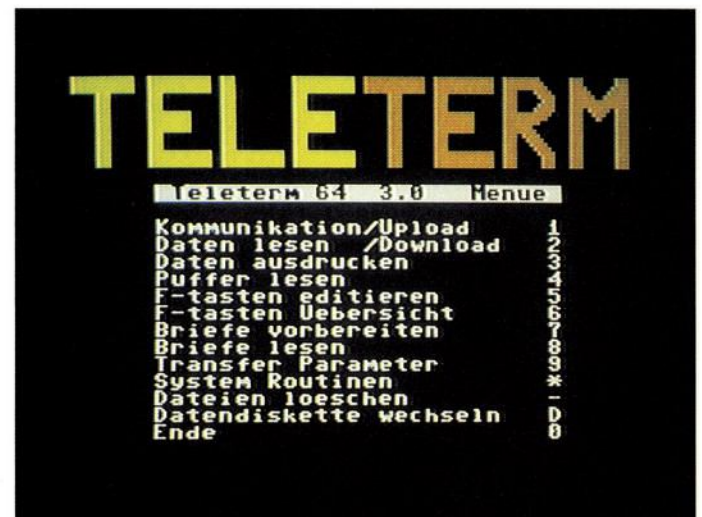 TELETERM
Teleterm 64 3.0 Menue
Kommunikation/Upload 1
Daten lesen /Download 2
Daten ausdrucken 3
Puffer lesen 4
F-tasten editieren 5
F-tasten Uebersicht 6
Briefe vorbereiten 7
Briefe lesen 8
Transfer Parameter 9
System Routinen *
Dateien loeschen -
Datendiskette wechseln D
Ende 0